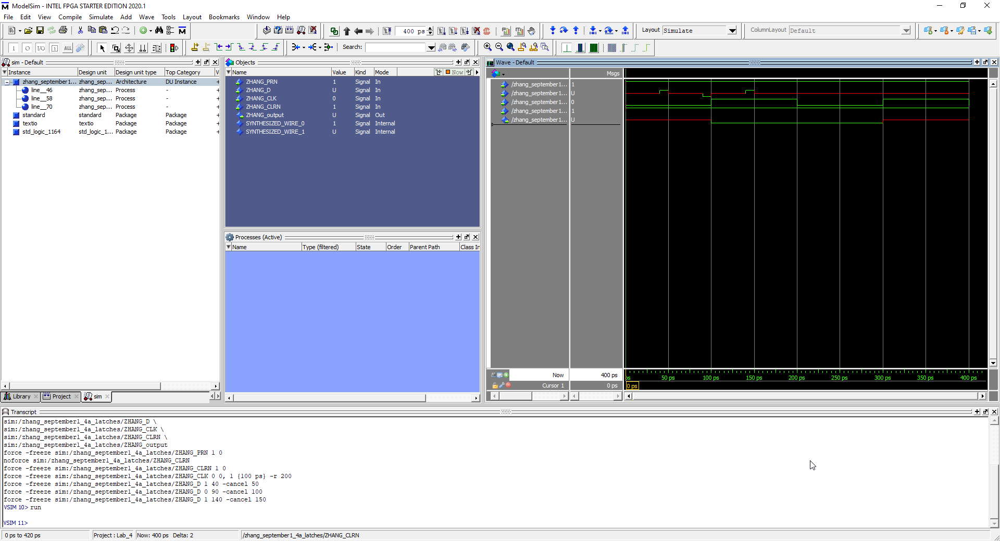 ModelSim - INTEL FPGA STARTER EDITION 2020.1
File Edit View Compile Simulate Add Wave Tools Layout Bookmarks Window Help
400 ps
Layout Simulate
ColumnLayout Default
ALL
Search:
sim - Default
Instance Design unit Design unit type Top Category
zhang_september1... zhang_sep... Architecture DU Instance
line__46 zhang_sep... Process -
line__58 zhang_sep... Process -
line__70 zhang_sep... Process -
standard standard Package Package
textio textio Package Package
std_logic_1164 std_logic_1... Package Package
Library Project sim
Objects
Name Value Kind Mode Now
ZHANG_PRN 1 Signal In
ZHANG_D U Signal In
ZHANG_CLK 0 Signal In
ZHANG_CLRN 1 Signal In
ZHANG_output U Signal Out
SYNTHESIZED_WIRE_0 1 Signal Internal
SYNTHESIZED_WIRE_1 U Signal Internal
Processes (Active)
Name Type (filtered) State Order Parent Path Class In
Wave - Default
Msgs
/zhang_september1... 1
/zhang_september1... U
/zhang_september1... 0
/zhang_september1... 1
/zhang_september1... U
Now 400 ps
ps 50 ps 100 ps 150 ps 200 ps 250 ps 300 ps 350 ps 400 ps
Cursor 1 0 ps
0 ps
Transcript
sim:/zhang_september1_4a_latches/ZHANG_D \
sim:/zhang_september1_4a_latches/ZHANG_CLK \
sim:/zhang_september1_4a_latches/ZHANG_CLRN \
sim:/zhang_september1_4a_latches/ZHANG_output
force -freeze sim:/zhang_september1_4a_latches/ZHANG_PRN 1 0
noforce sim:/zhang_september1_4a_latches/ZHANG_CLRN
force -freeze sim:/zhang_september1_4a_latches/ZHANG_CLRN 1 0
force -freeze sim:/zhang_september1_4a_latches/ZHANG_CLK 0 0, 1 {100 ps} -r 200
force -freeze sim:/zhang_september1_4a_latches/ZHANG_D 1 40 -cancel 50
force -freeze sim:/zhang_september1_4a_latches/ZHANG_D 0 90 -cancel 100
force -freeze sim:/zhang_september1_4a_latches/ZHANG_D 1 140 -cancel 150
VSIM 10> run
VSIM 11>
0 ps to 420 ps Project : Lab_4 Now: 400 ps Delta: 2 /zhang_september1_4a_latches/ZHANG_CLRN